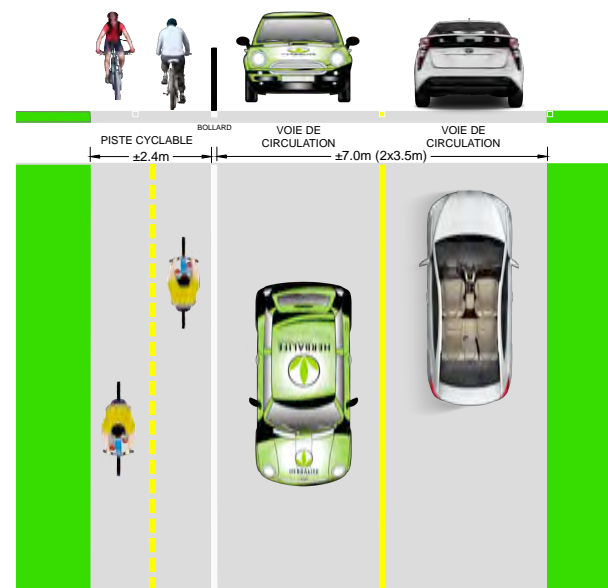 BOLLARD
PISTE CYCLABLE
±2.4m
VOIE DE
CIRCULATION
VOIE DE
CIRCULATION
±7.0m (2x3.5m)
HERBALIFE
HERBALIFE